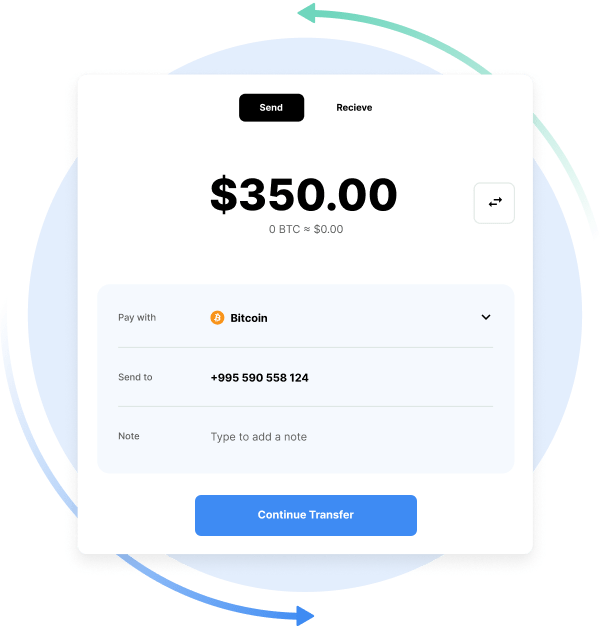 Send Recieve
$350.00
0 BTC ≈ $0.00
Pay with Bitcoin
Send to +995 590 558 124
Note Type to add a note
Continue Transfer